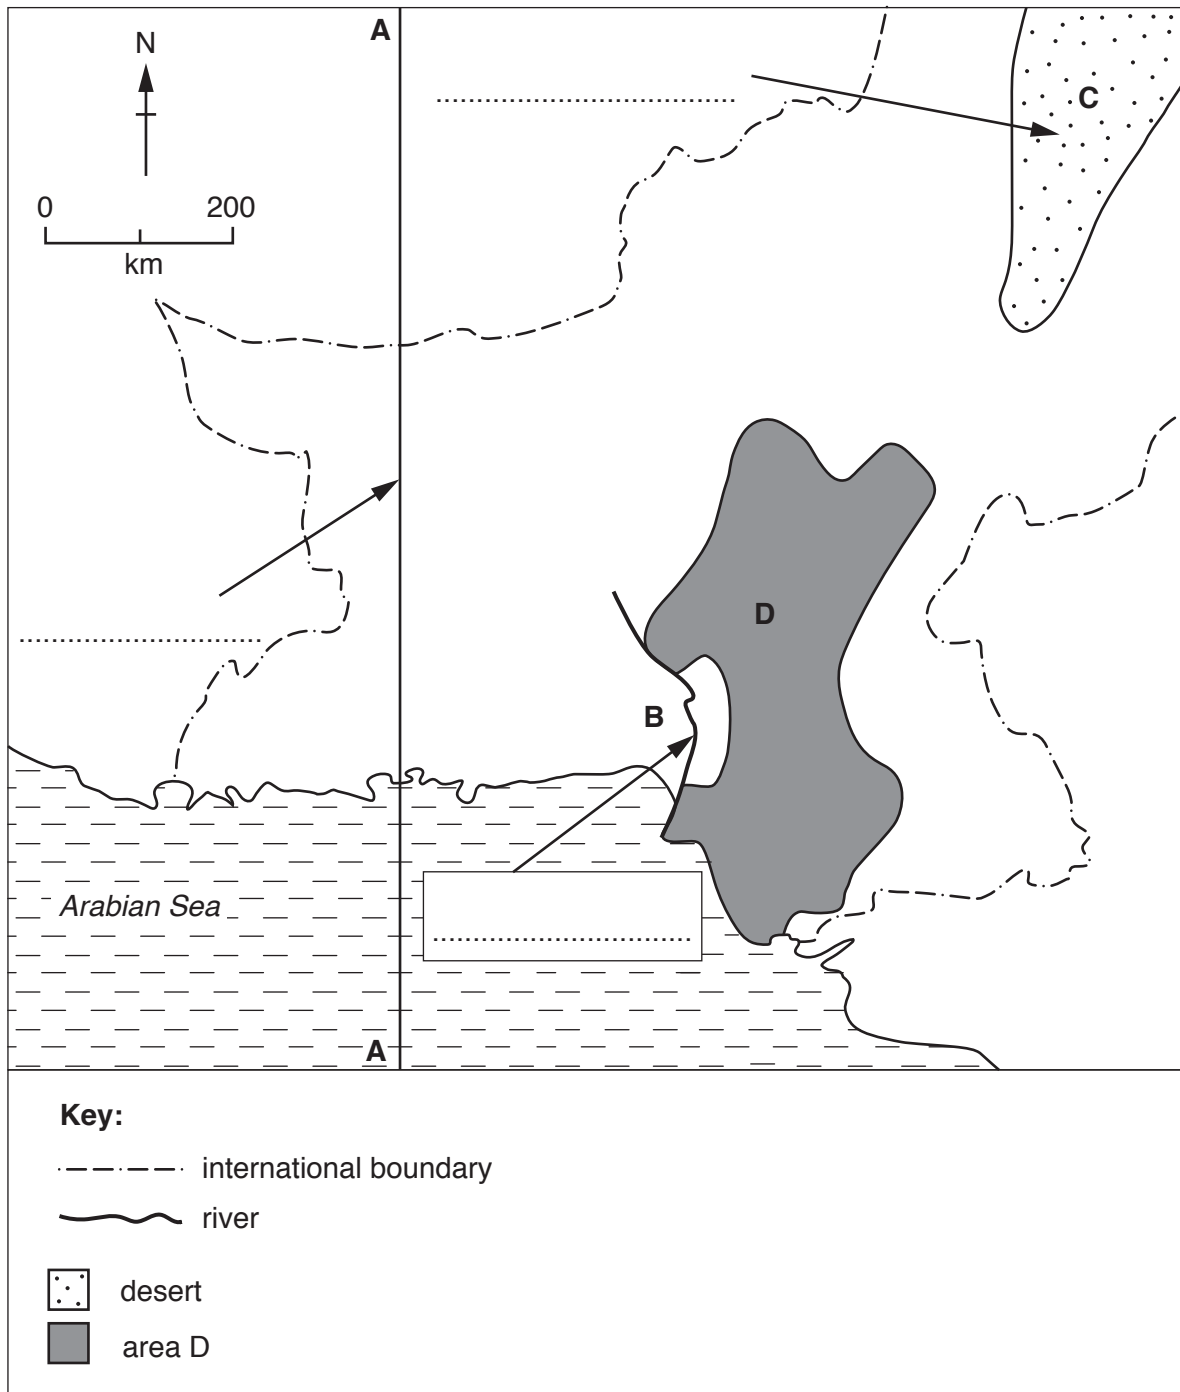 A
N
C
0 200
km
D
B
Arabian Sea
A
Key:
international boundary
river
desert
area D